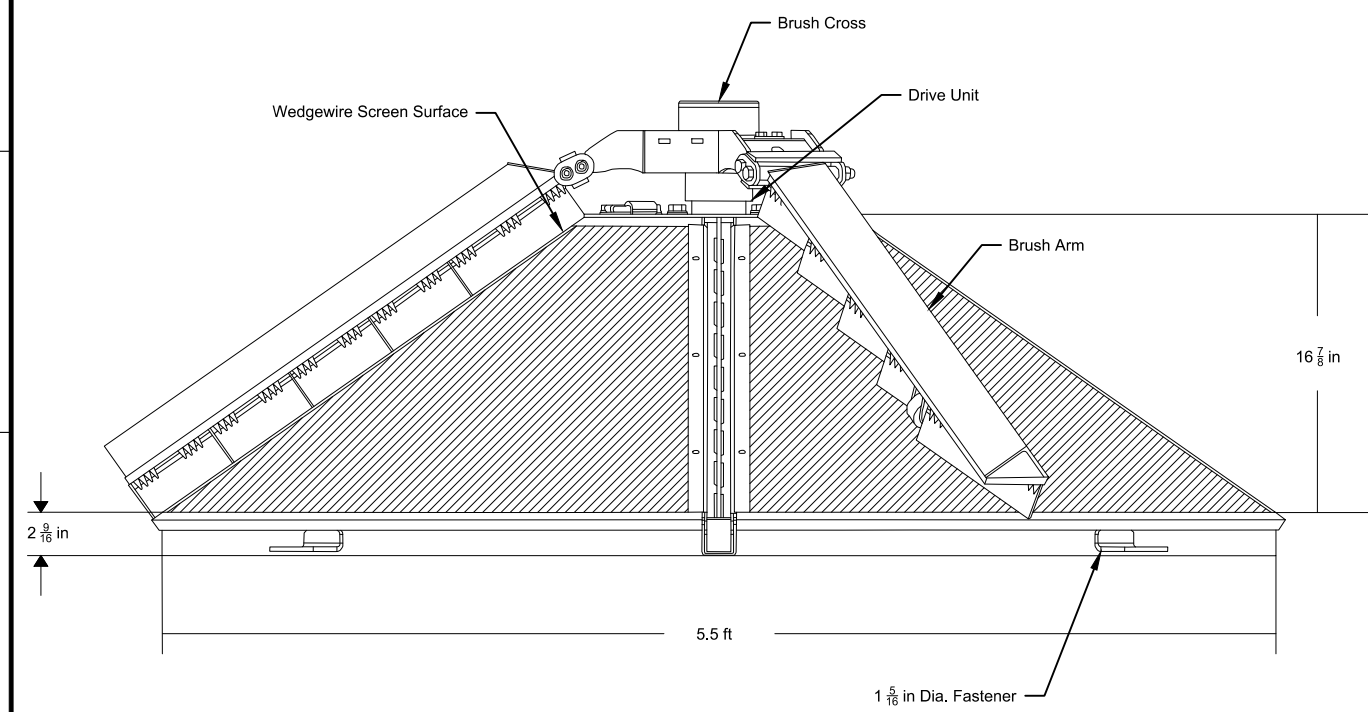 Brush Cross
Drive Unit
Wedgewire Screen Surface
Brush Arm
16 7/8 in
2 9/16 in
5.5 ft
1 5/16 in Dia. Fastener